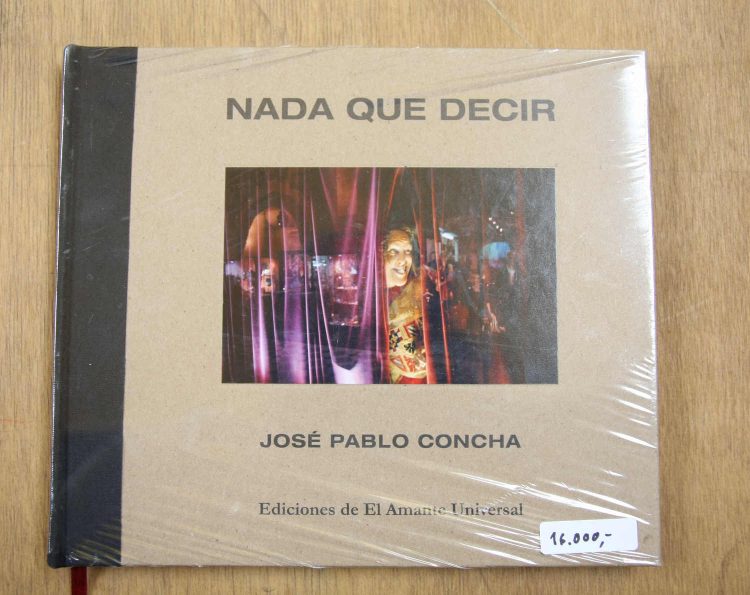 NADA QUE DECIR
JOSÉ PABLO CONCHA
Ediciones de El Amante Universal
16.000,-